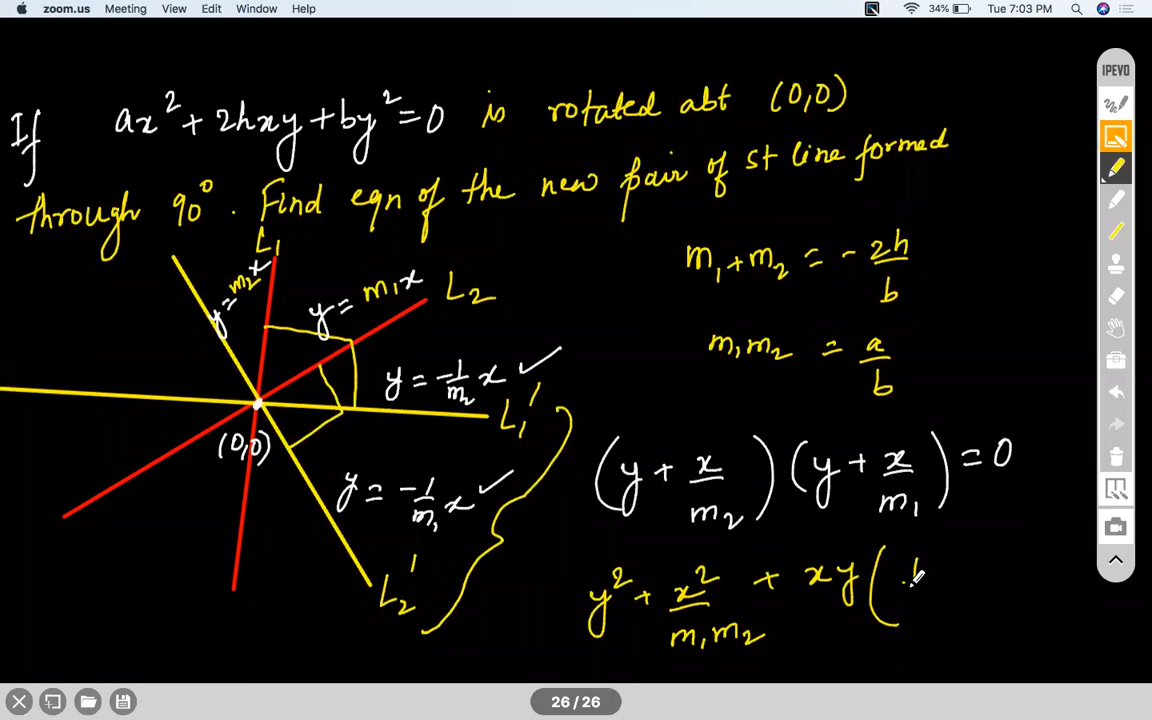 zoom.us Meeting View Edit Window Help 34% Tue 7:03 PM
IPEVO
If ax² + 2hxy + by² = 0 is rotated abt (0,0)
through 90°. Find eqn of the new pair of st line formed
L₁
y = m₂x
y = m₁x L₂
y = -1/m₂ x ✓
L₁'
(0,0)
y = -1/m₁ x ✓
L₂'
m₁ + m₂ = -2h/b
m₁m₂ = a/b
(y + x/m₂)(y + x/m₁) = 0
y² + x²/m₁m₂ + xy(
26 / 26